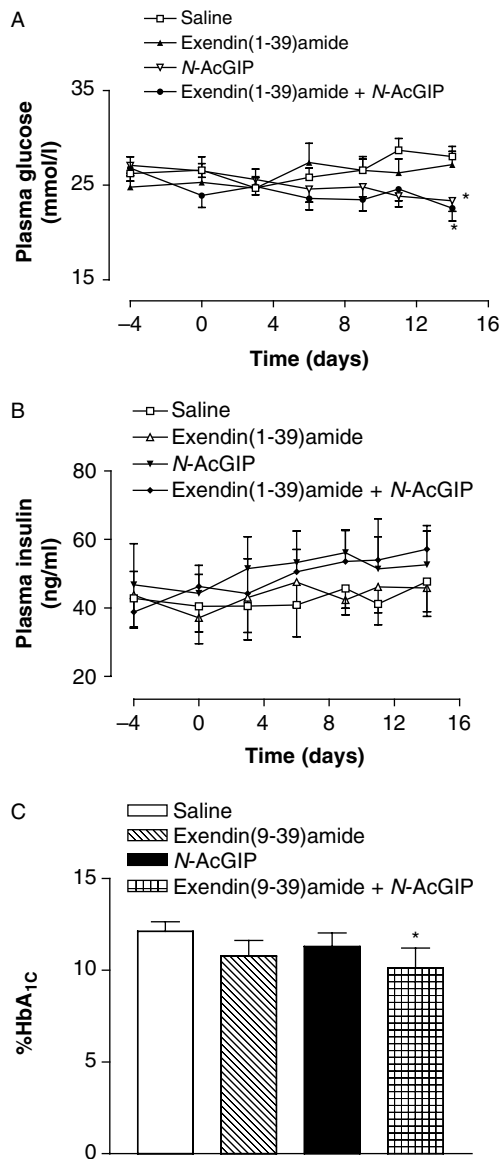 A
Saline
Exendin(1-39)amide
N-AcGIP
Exendin(1-39)amide + N-AcGIP
35
25
15
Plasma glucose
(mmol/l)
*
*
–4 0 4 8 12 16
Time (days)
B
Saline
Exendin(1-39)amide
N-AcGIP
Exendin(1-39)amide + N-AcGIP
80
60
40
20
Plasma insulin
(ng/ml)
–4 0 4 8 12 16
Time (days)
C
Saline
Exendin(9-39)amide
N-AcGIP
Exendin(9-39)amide + N-AcGIP
15
10
5
0
%HbA1C
*